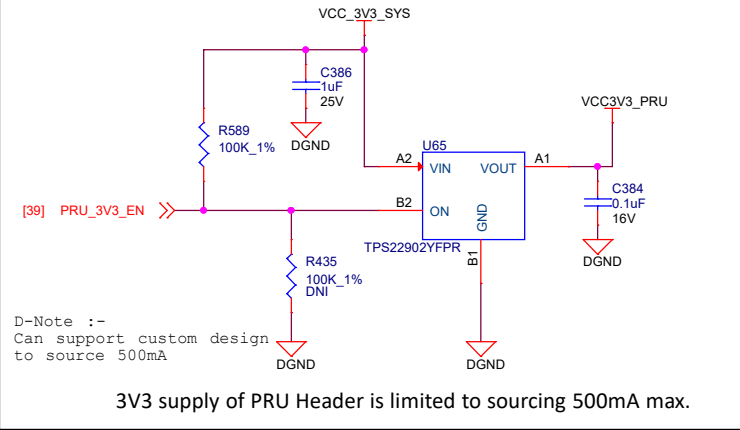 VCC_3V3_SYS
C386
1uF
25V
DGND
VCC3V3_PRU
R589
100K_1%
U65
A2
VIN
VOUT
A1
C384
0.1uF
16V
DGND
[39] PRU_3V3_EN
B2
ON
GND
TPS22902YFPR
B1
R435
100K_1%
DNI
D-Note :-
Can support custom design
to source 500mA
DGND
DGND
3V3 supply of PRU Header is limited to sourcing 500mA max.